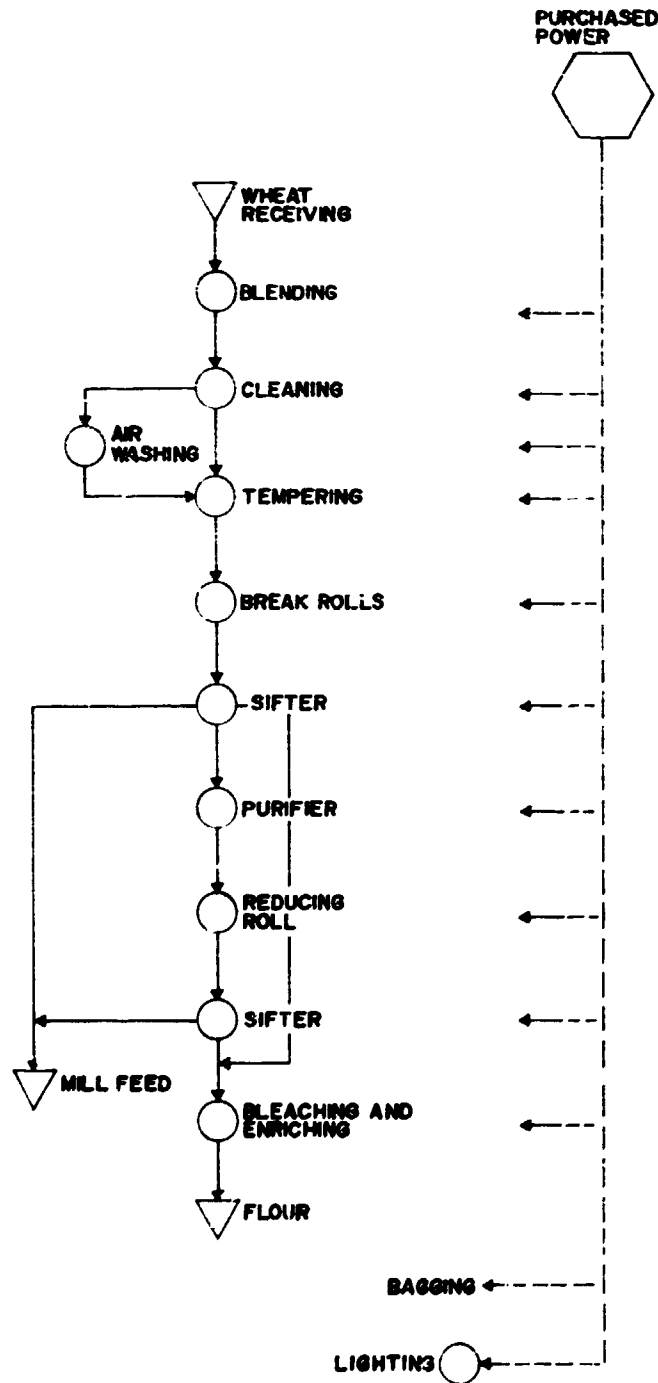 PURCHASED
POWER
WHEAT
RECEIVING
BLENDING
CLEANING
AIR
WASHING
TEMPERING
BREAK ROLLS
SIFTER
PURIFIER
REDUCING
ROLL
SIFTER
MILL FEED
BLEACHING AND
ENRICHING
FLOUR
BAGGING
LIGHTING